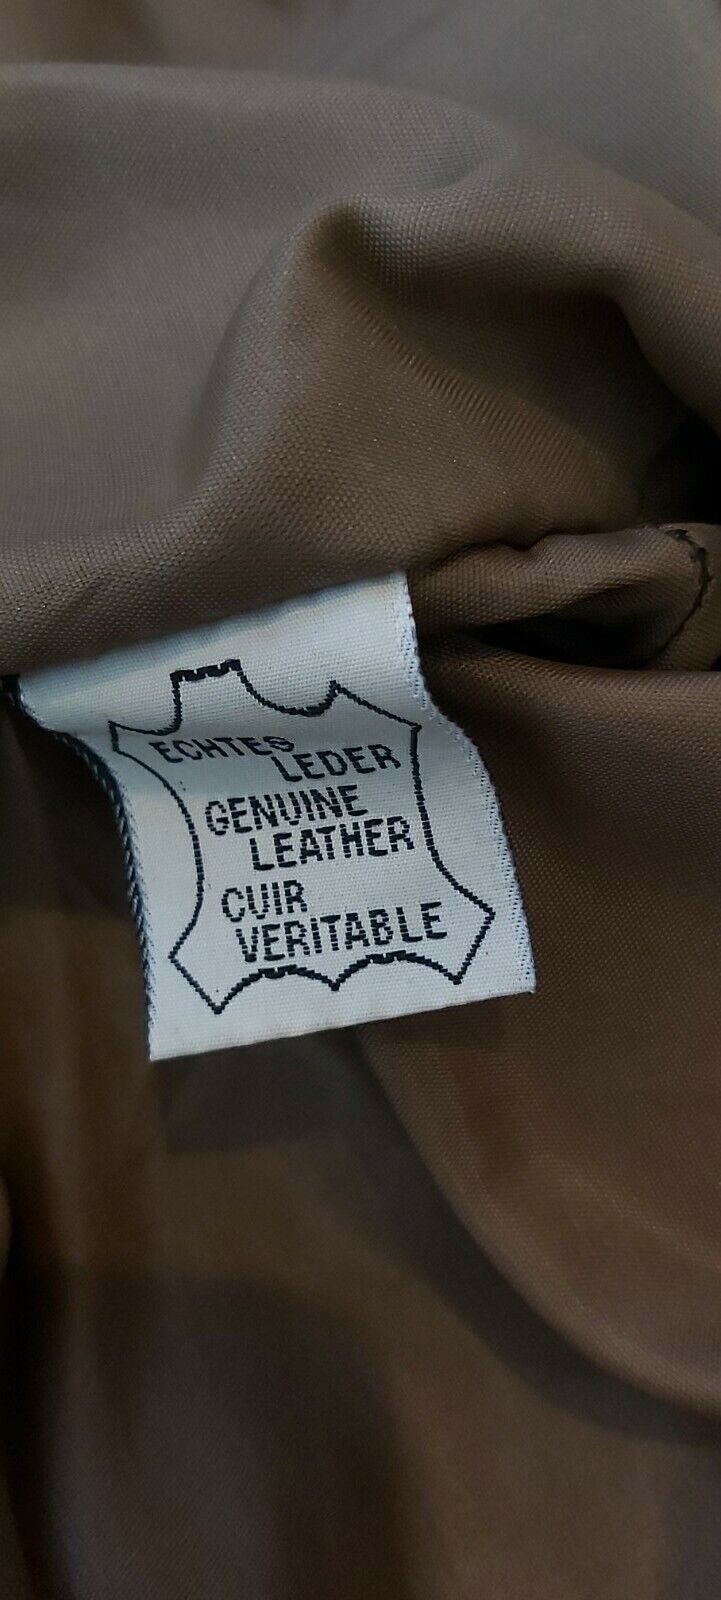 ECHTES
LEDER
GENUINE
LEATHER
CUIR
VERITABLE